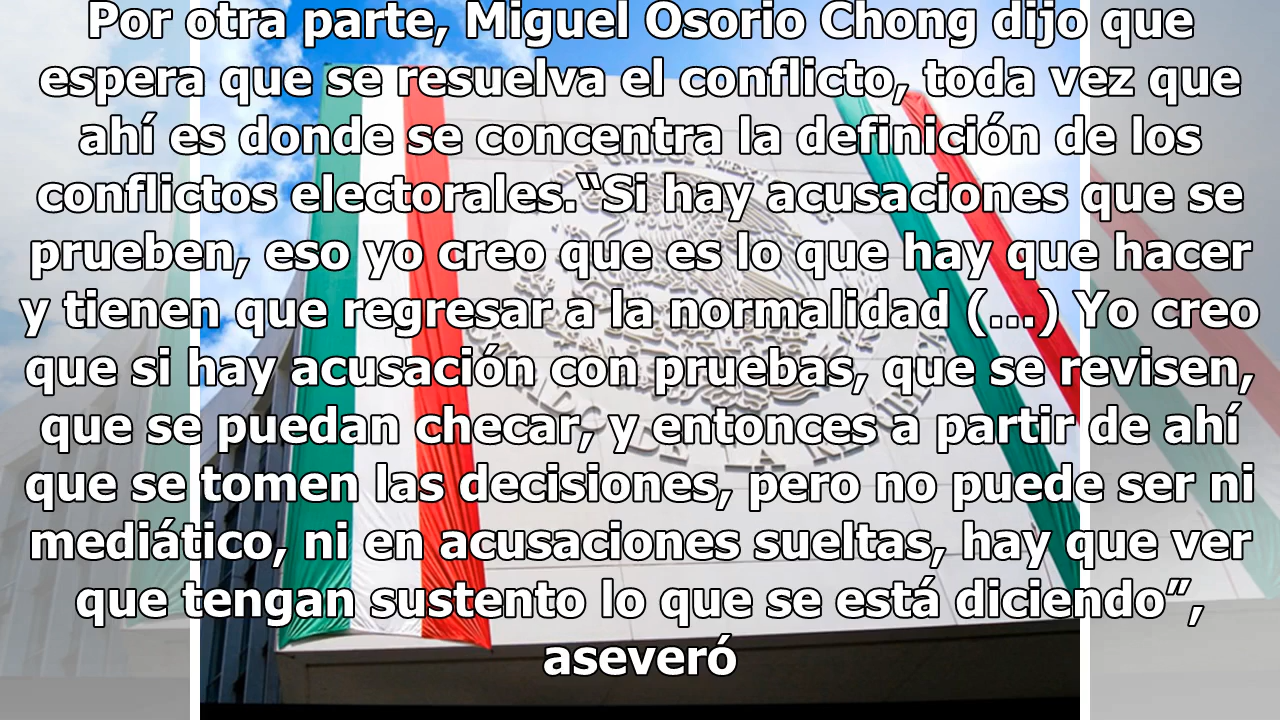 Por otra parte, Miguel Osorio Chong dijo que
espera que se resuelva el conflicto, toda vez que
ahí es donde se concentra la definición de los
conflictos electorales.“Si hay acusaciones que se
prueben, eso yo creo que es lo que hay que hacer
y tienen que regresar a la normalidad (...) Yo creo
que si hay acusación con pruebas, que se revisen,
que se puedan checar, y entonces a partir de ahí
que se tomen las decisiones, pero no puede ser ni
mediático, ni en acusaciones sueltas, hay que ver
que tengan sustento lo que se está diciendo”,
aseveró